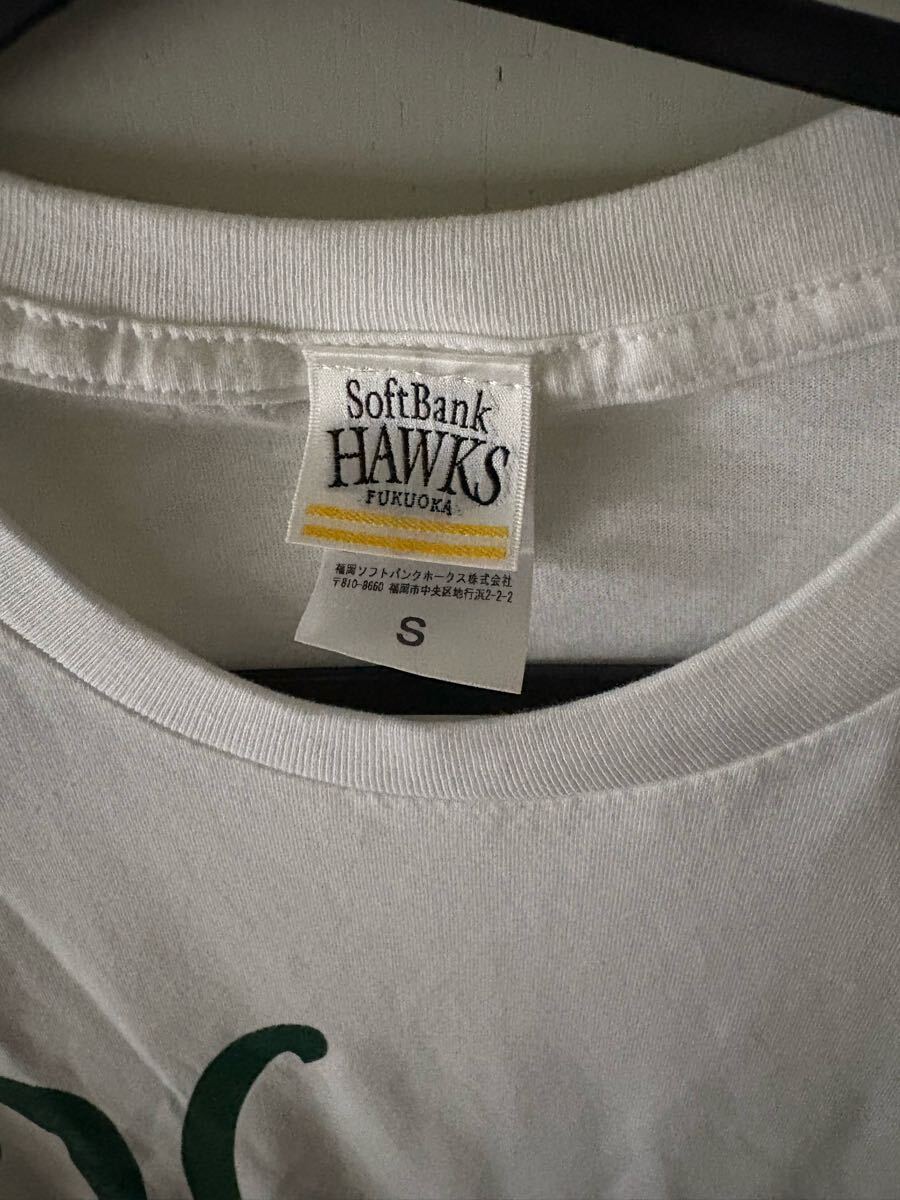 SoftBank
HAWKS
FUKUOKA
福岡ソフトバンクホークス株式会社
〒810-8660 福岡市中央区地行浜2-2-2
S